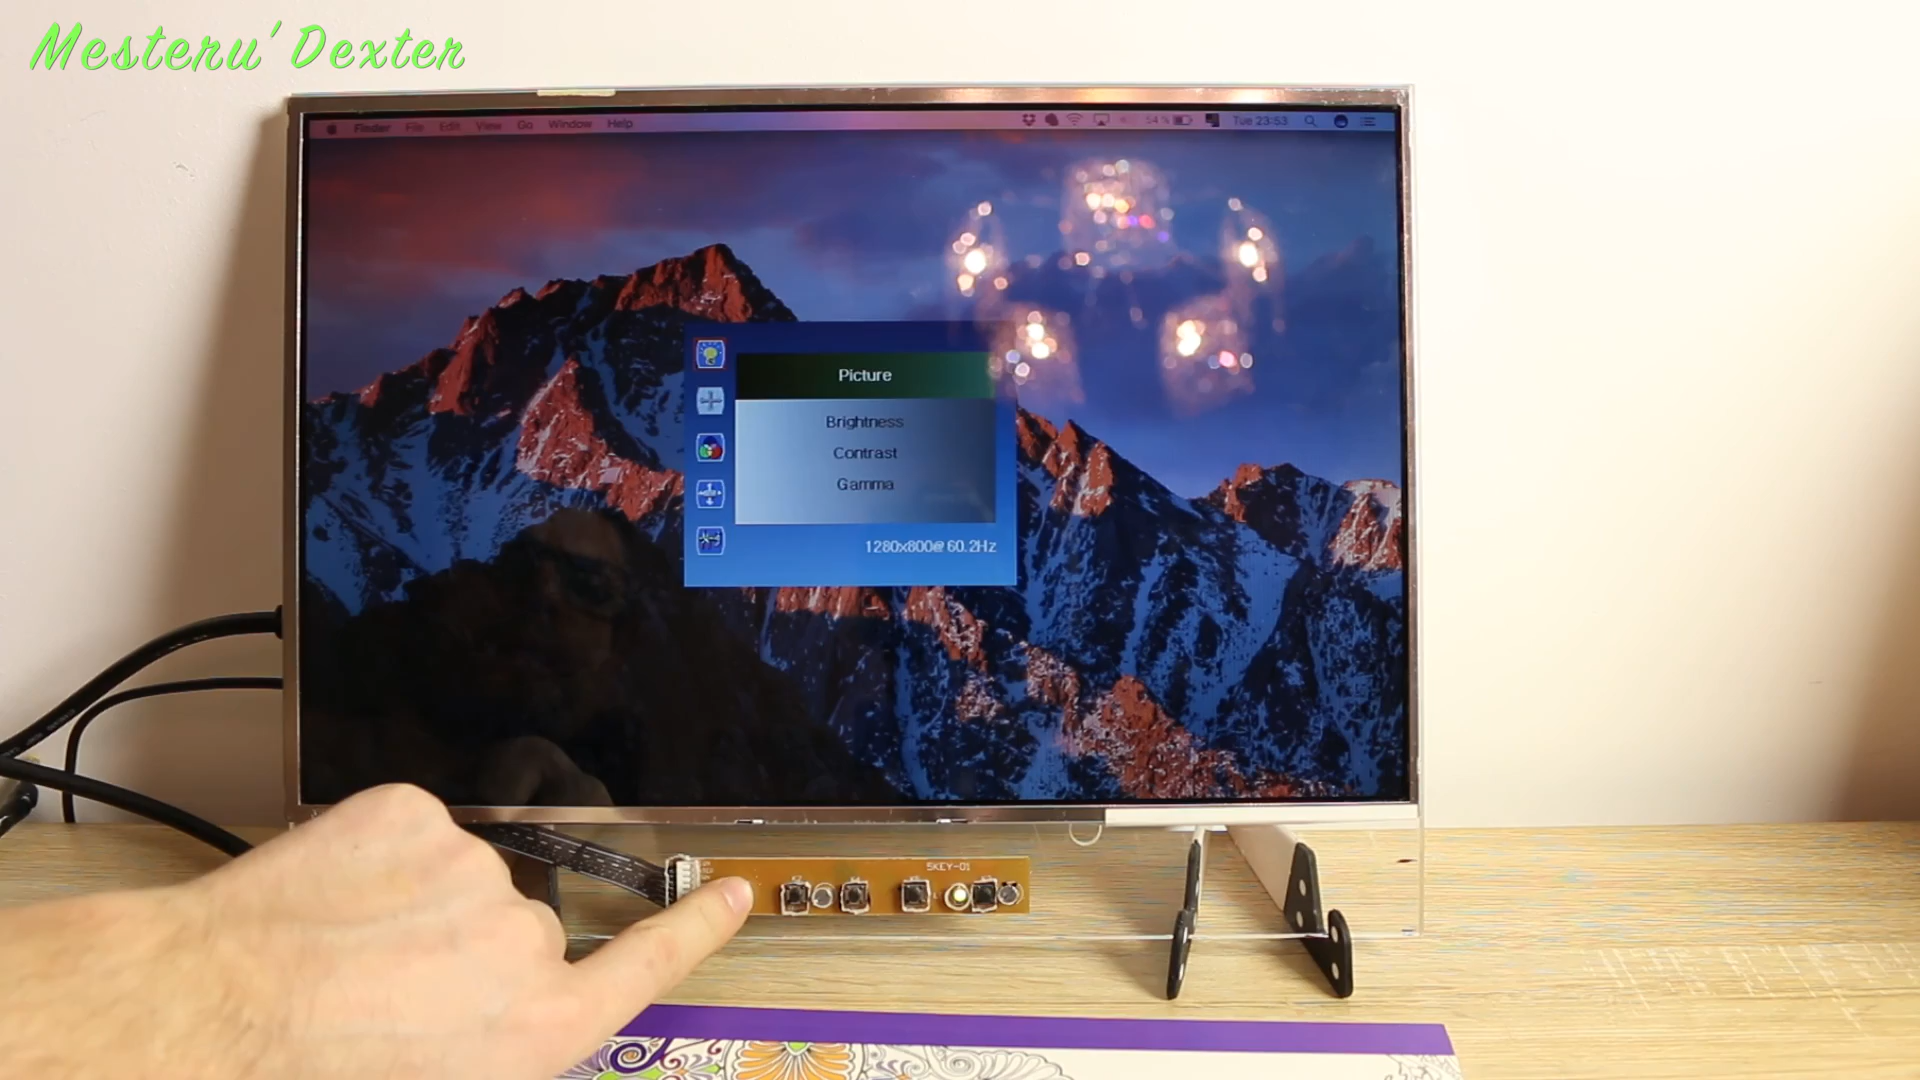 Mesteru' Dexter
Finder File Edit View Go Window Help
54% Tue 23:53
Picture
Brightness
Contrast
Gamma
1280x800@60.2Hz
5KEY-01